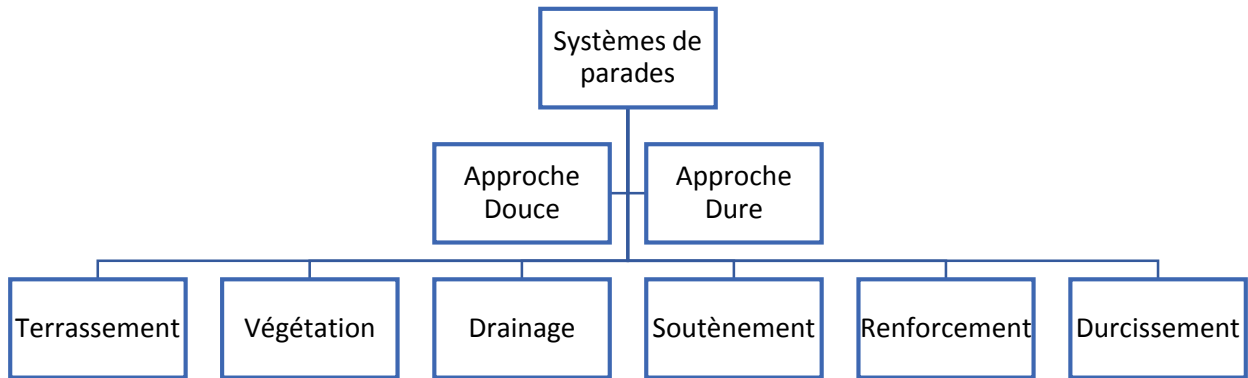 Systèmes de
parades
Approche
Douce
Approche
Dure
Terrassement
Végétation
Drainage
Soutènement
Renforcement
Durcissement